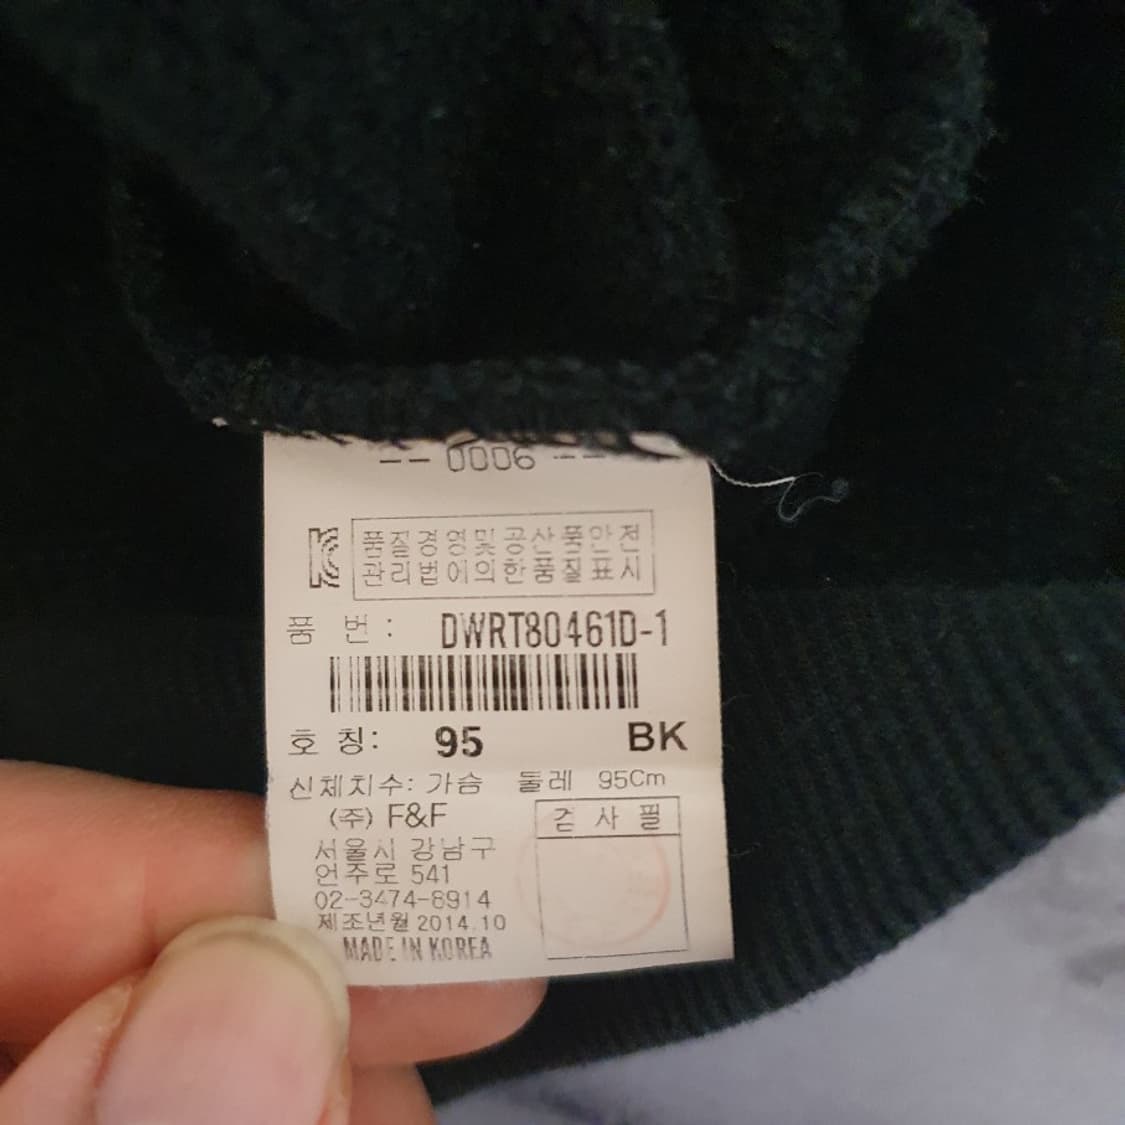 -- 0006 --
품질경영및공산품안전
관리법에의한품질표시
품 번 : DWRT80461D-1
호 칭: 95 BK
신체치수: 가슴 둘레 95Cm
(주) F&F
검 사 필
서울시 강남구
언주로 541
02-3474-8914
제조년월 2014.10
MADE IN KOREA